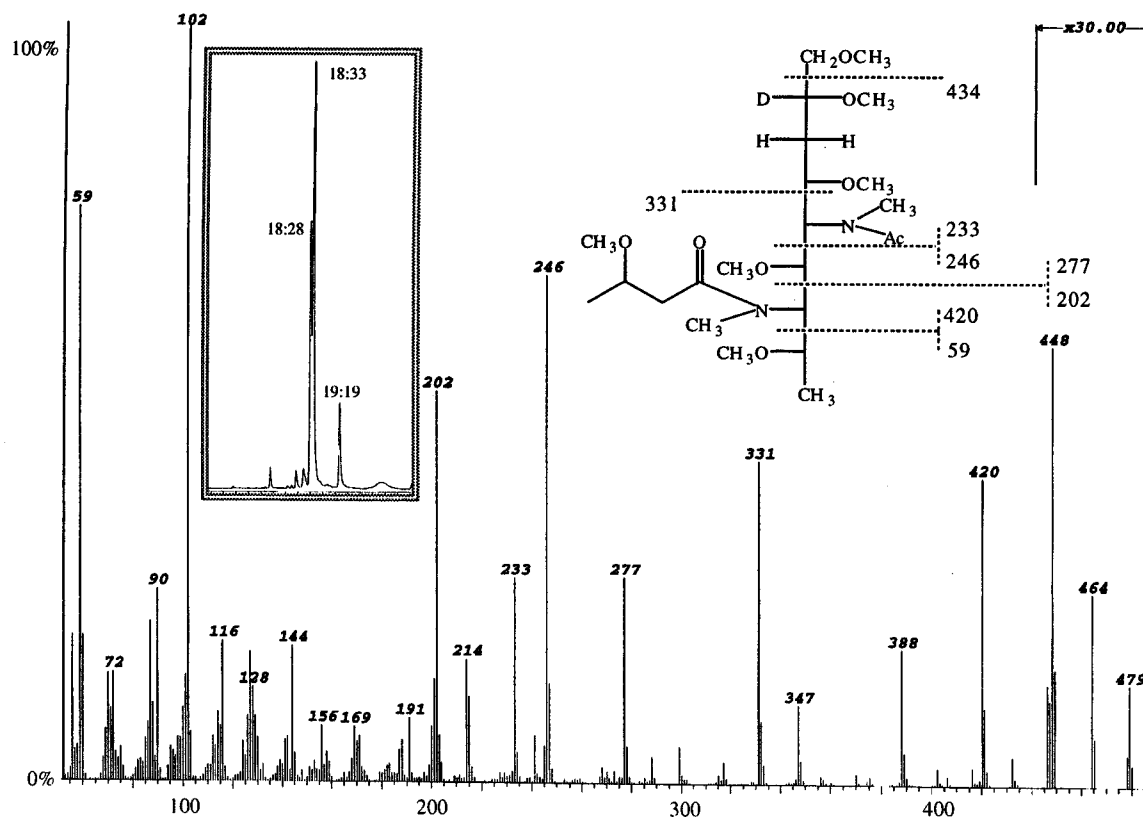 102
x30.00
100%
18:33
CH₂OCH₃
434
D
OCH₃
H
H
59
OCH₃
331
CH₃
N
18:28
Ac
233
CH₃O
O
246
246
CH₃O
277
202
N
420
CH₃
59
448
CH₃O
202
CH₃
19:19
331
420
233
277
90
464
116
144
214
72
128
388
479
347
156
169
191
0%
100
200
300
400